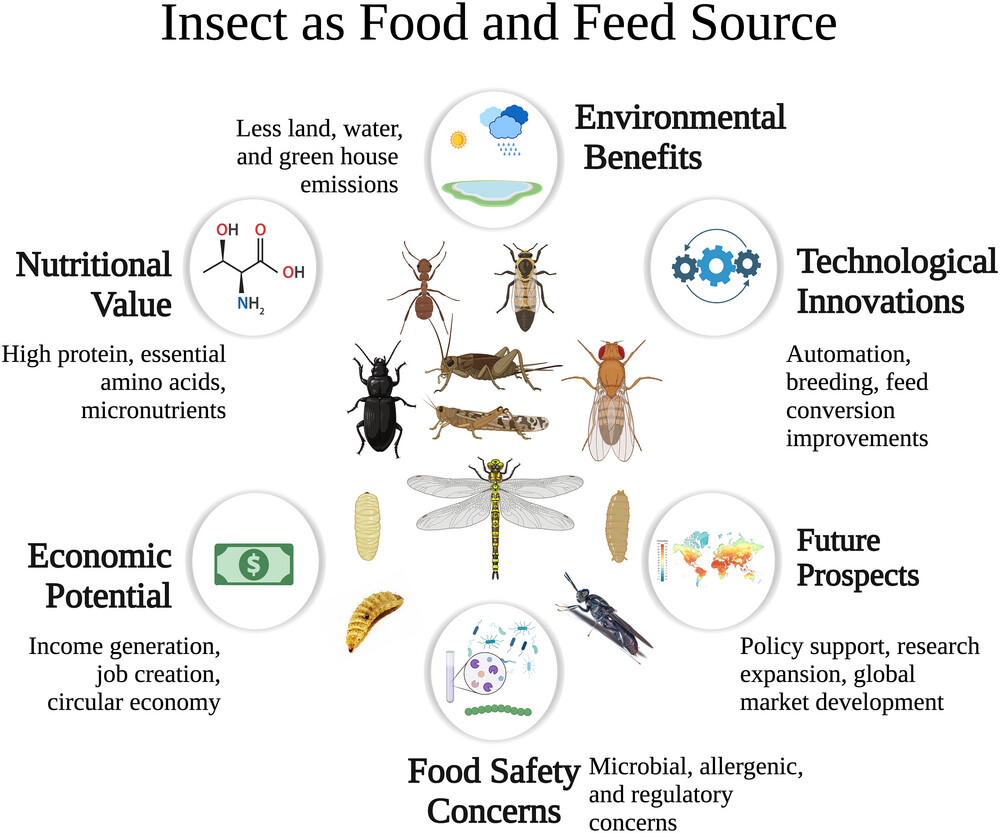 Insect as Food and Feed Source
Less land, water,
and green house
emissions
Environmental
Benefits
Nutritional
Value
High protein, essential
amino acids,
micronutrients
OH
O
OH
NH2
Technological
Innovations
Automation,
breeding, feed
conversion
improvements
Economic
Potential
Income generation,
job creation,
circular economy
$
Future
Prospects
Policy support, research
expansion, global
market development
Food Safety
Concerns
Microbial, allergenic,
and regulatory
concerns